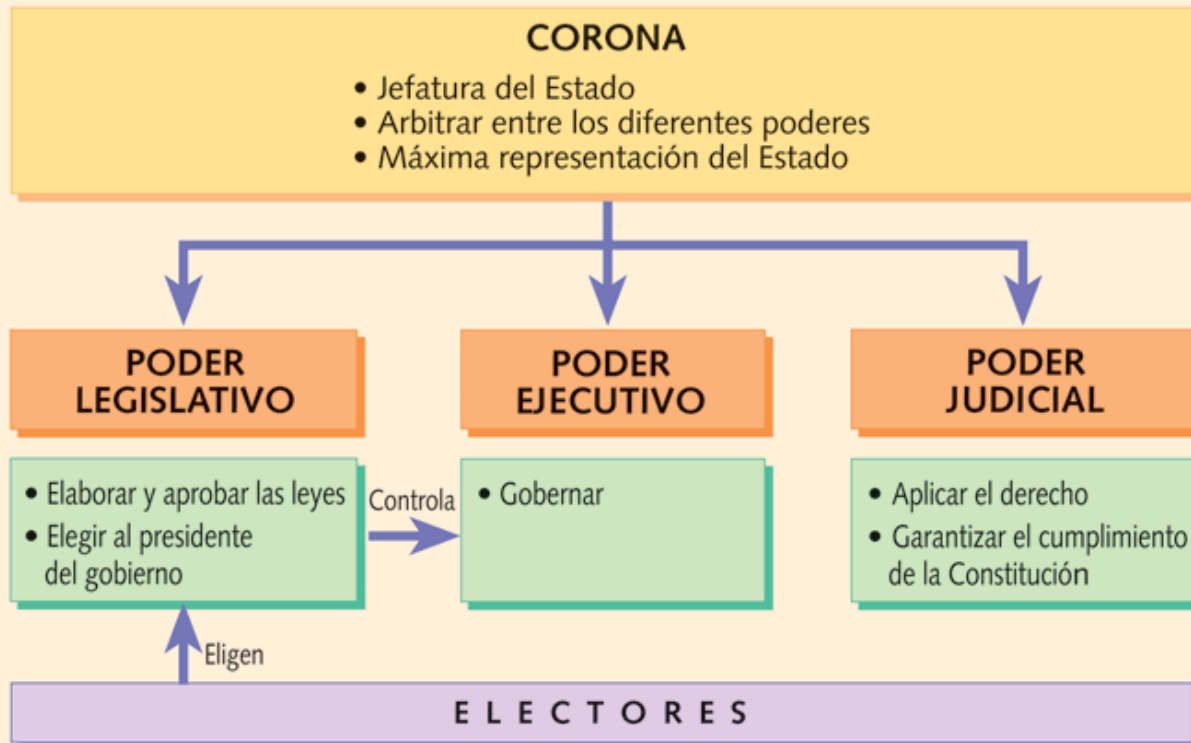 CORONA
• Jefatura del Estado
• Arbitrar entre los diferentes poderes
• Máxima representación del Estado
PODER
LEGISLATIVO
PODER
EJECUTIVO
PODER
JUDICIAL
• Elaborar y aprobar las leyes
• Elegir al presidente
del gobierno
Controla
• Gobernar
• Aplicar el derecho
• Garantizar el cumplimiento
de la Constitución
Eligen
ELECTORES